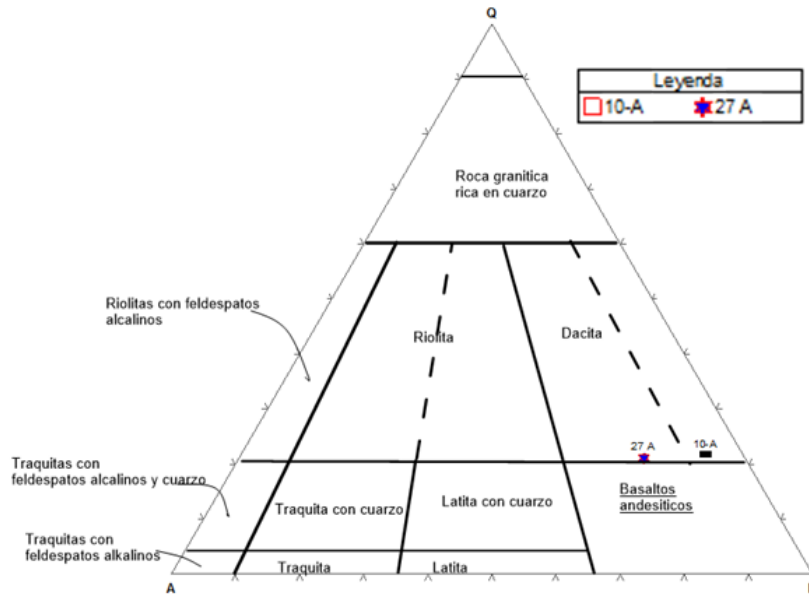 Q
Leyenda
10-A 27 A
Roca granitica
rica en cuarzo
Riolitas con feldespatos
alcalinos
Riolita
Dacita
27 A
10-A
Traquitas con
feldespatos alcalinos y cuarzo
Traquita con cuarzo
Latita con cuarzo
Basaltos
andesiticos
Traquitas con
feldespatos alkalinos
Traquita
Latita
A